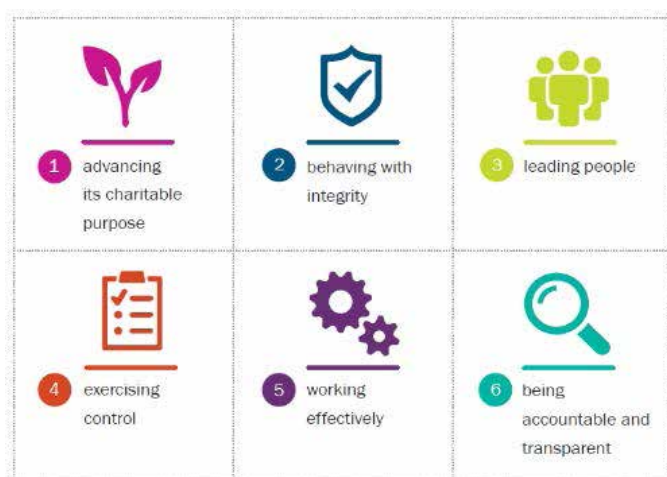 1 advancing
its charitable
purpose
2 behaving with
integrity
3 leading people
4 exercising
control
5 working
effectively
6 being
accountable and
transparent